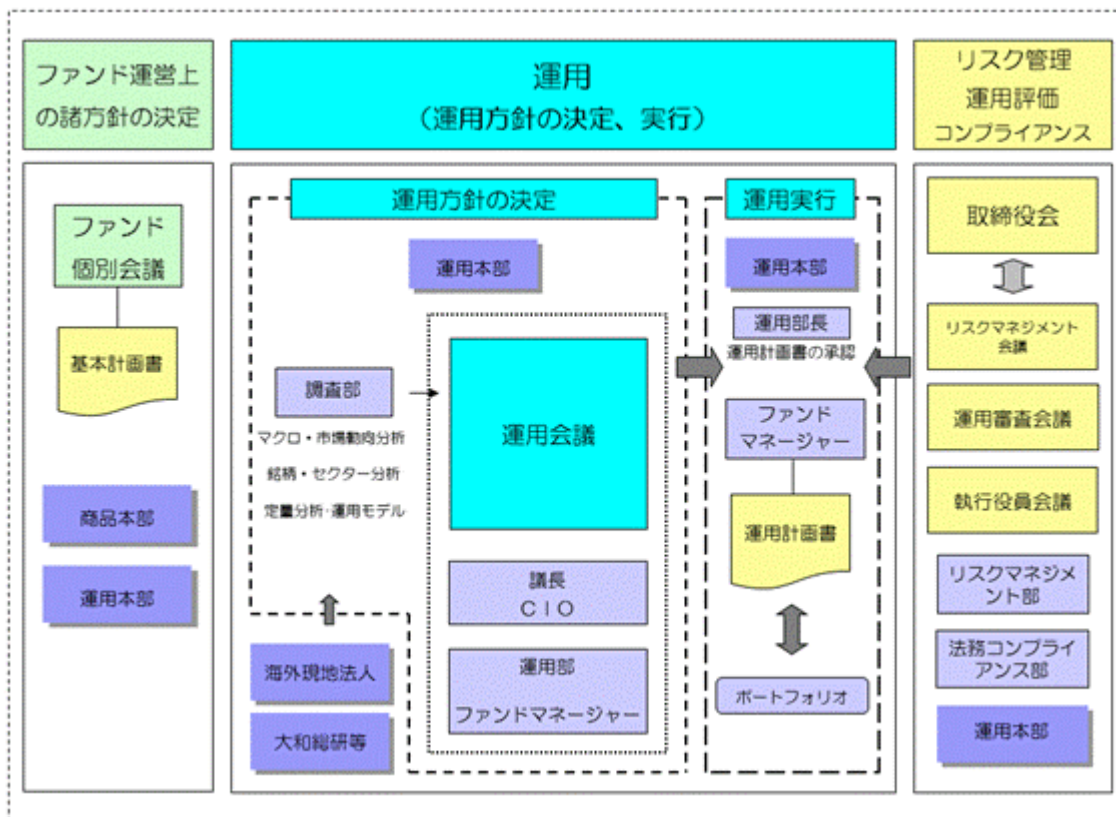 ファンド運営上
の諸方針の決定
運用
(運用方針の決定、実行)
リスク管理
運用評価
コンプライアンス
ファンド
個別会議
基本計画書
商品本部
運用本部
運用方針の決定
運用本部
調査部
マクロ・市場動向分析
銘柄・セクター分析
定量分析・運用モデル
海外現地法人
大和総研等
運用会議
議長
CIO
運用部
ファンドマネージャー
運用実行
運用本部
運用部長
運用計画書の承認
ファンド
マネージャー
運用計画書
ポートフォリオ
取締役会
リスクマネジメント
会議
運用審査会議
執行役員会議
リスクマネジメ
ント部
法務コンプライ
アンス部
運用本部